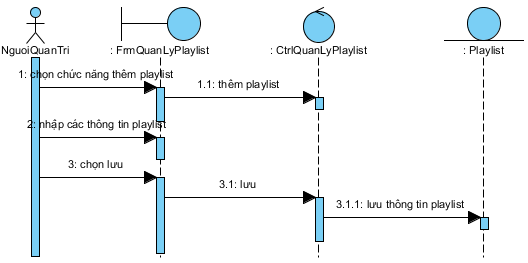 NguoiQuanTri
: FrmQuanLyPlaylist
: CtrlQuanLyPlaylist
: Playlist
1: chọn chức năng thêm playlist
1.1: thêm playlist
2: nhập các thông tin playlist
3: chọn lưu
3.1: lưu
3.1.1: lưu thông tin playlist